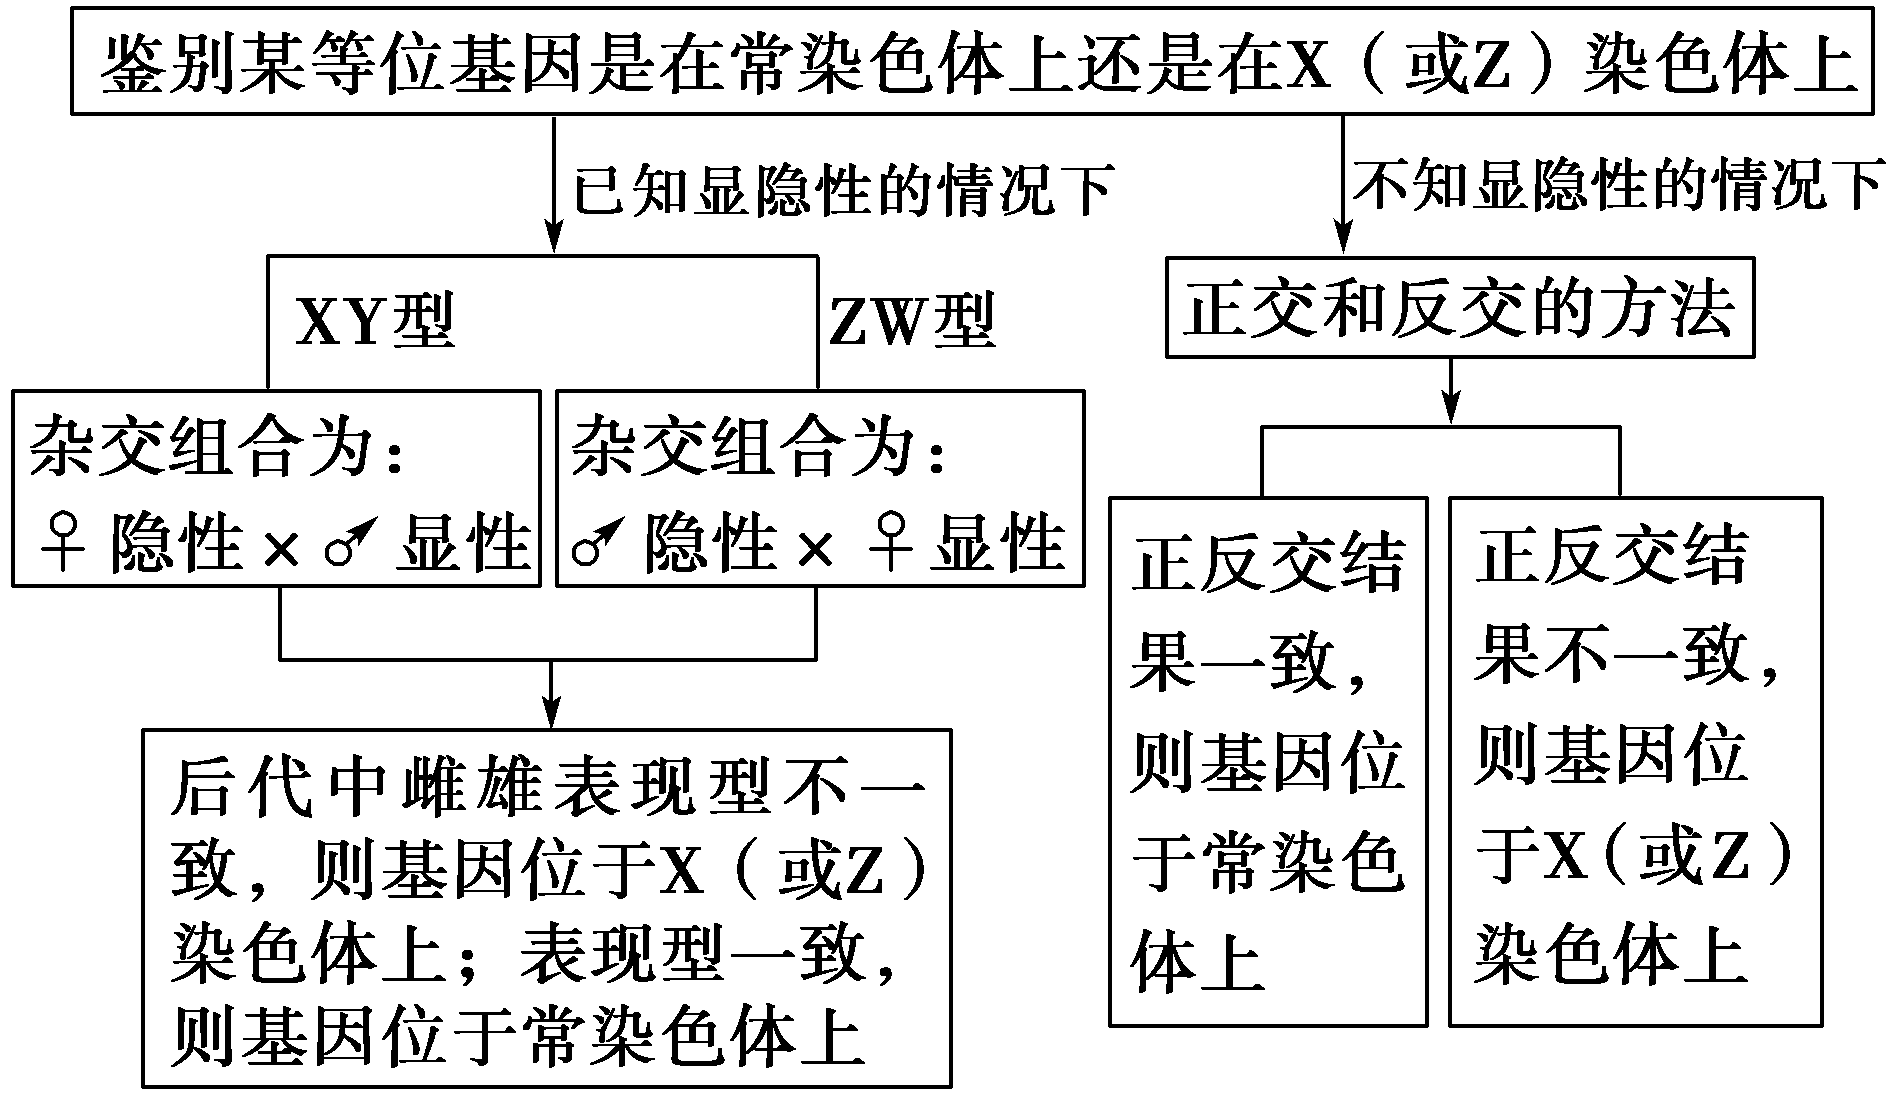 鉴别某等位基因是在常染色体上还是在X（或Z）染色体上
已知显隐性的情况下
不知显隐性的情况下
XY型
ZW型
正交和反交的方法
杂交组合为：
♀隐性×♂显性
杂交组合为：
♂隐性×♀显性
后代中雌雄表现型不一
致，则基因位于X（或Z）
染色体上；表现型一致，
则基因位于常染色体上
正反交结
果一致，
则基因位
于常染色
体上
正反交结
果不一致，
则基因位
于X（或Z）
染色体上